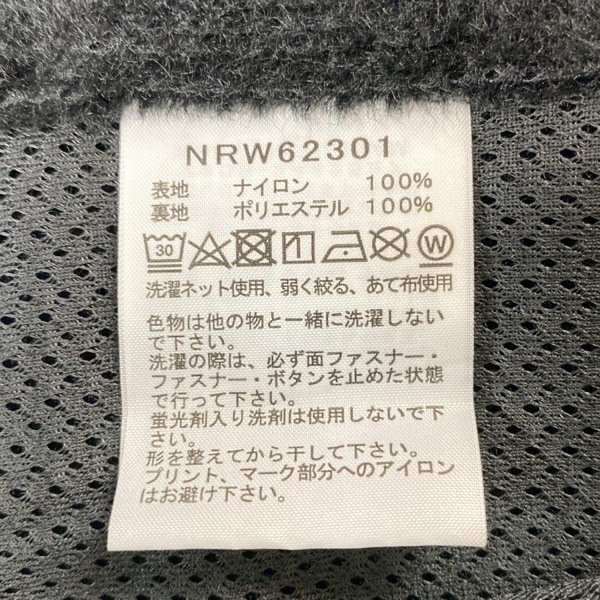 NRW62301
表地 ナイロン 100%
裏地 ポリエステル 100%
30 W
洗濯ネット使用、弱く絞る、あて布使用
色物は他の物と一緒に洗濯しない
で下さい。
洗濯の際は、必ず面ファスナー・
ファスナー・ボタンを止めた状態
で行って下さい。
蛍光剤入り洗剤は使用しないで下
さい。
形を整えてから干して下さい。
プリント、マーク部分へのアイロン
はお避け下さい。